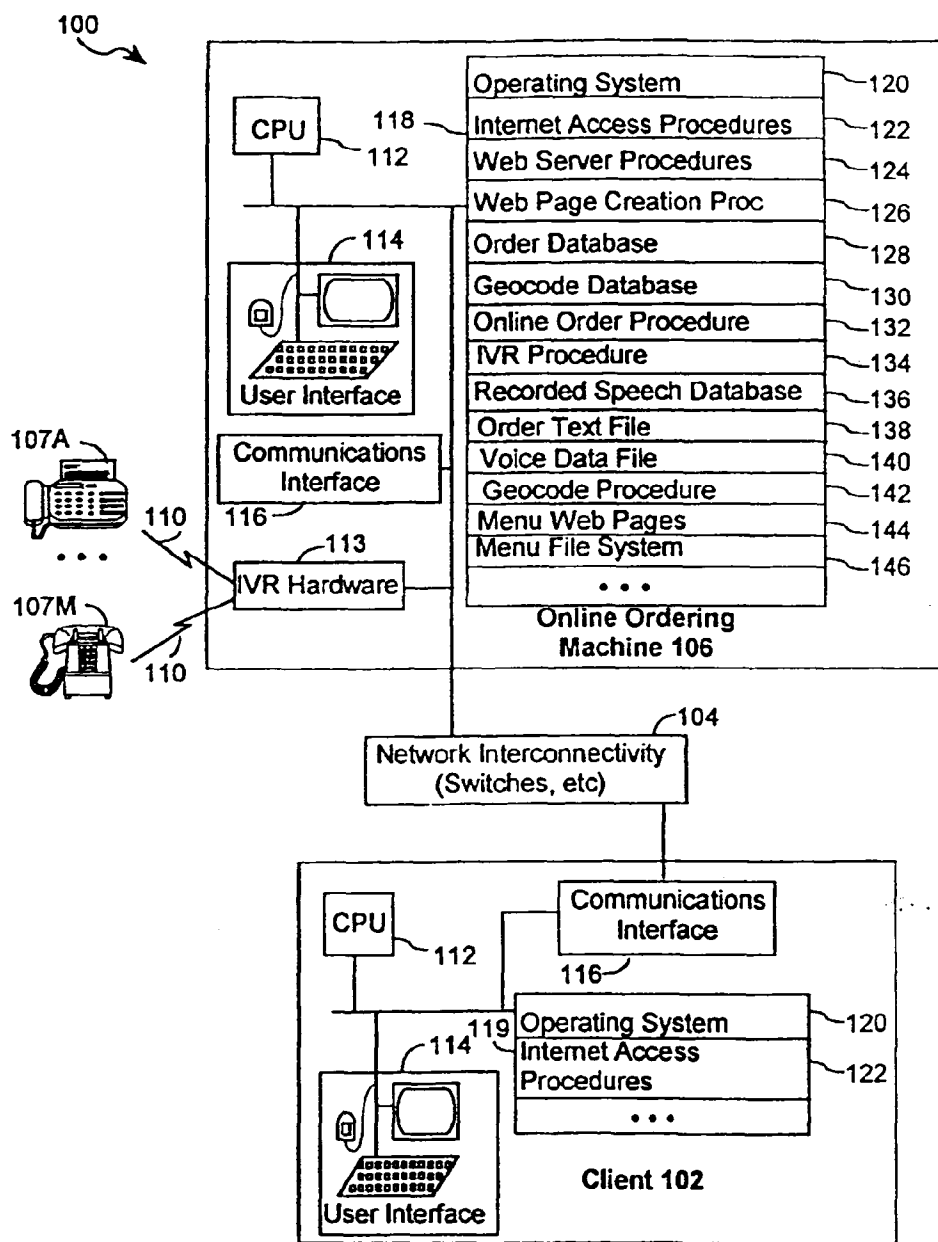 100
CPU
112
118
Operating System
120
Internet Access Procedures
122
Web Server Procedures
124
Web Page Creation Proc
126
Order Database
128
Geocode Database
130
Online Order Procedure
132
IVR Procedure
134
Recorded Speech Database
136
Order Text File
138
Voice Data File
140
Geocode Procedure
142
Menu Web Pages
144
Menu File System
146
• • •
Online Ordering
Machine 106
114
User Interface
Communications
Interface
116
113
IVR Hardware
107A
110
• • •
107M
110
104
Network Interconnectivity
(Switches, etc)
CPU
112
Communications
Interface
116
119
Operating System
120
Internet Access
Procedures
122
• • •
114
User Interface
Client 102